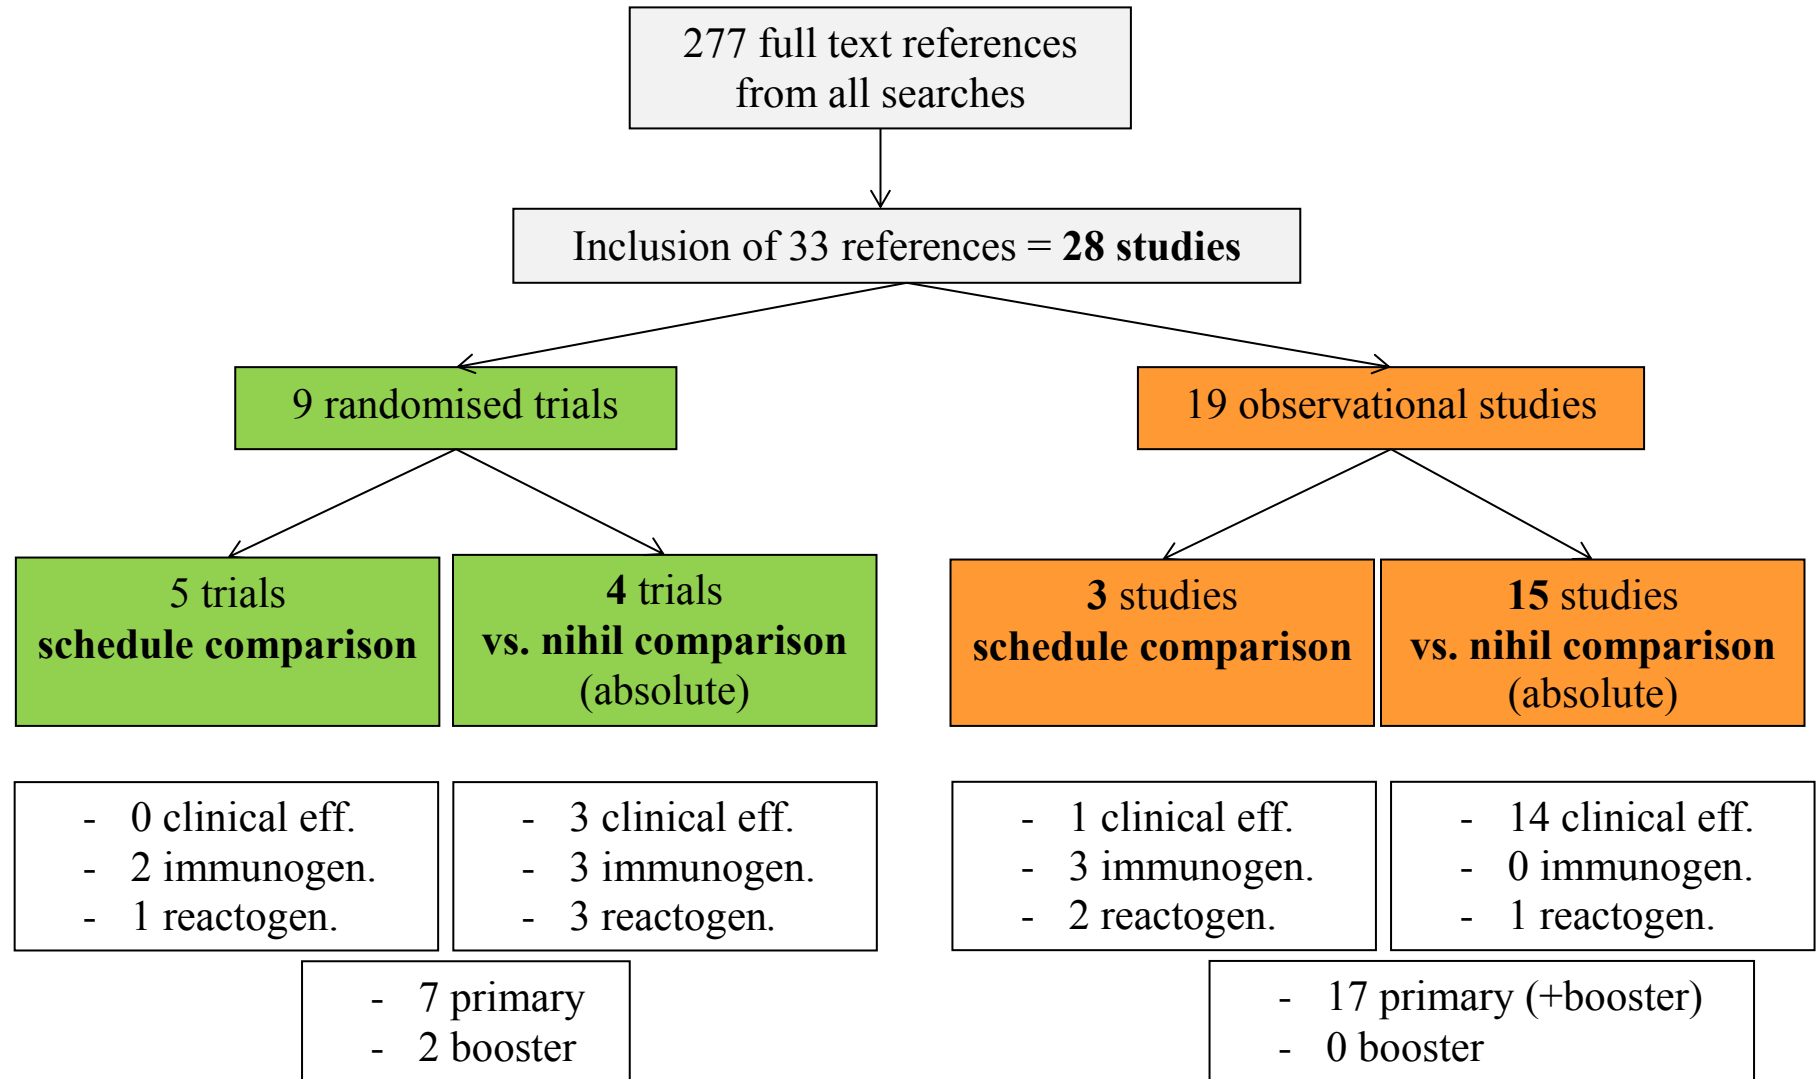 277 full text references
from all searches
Inclusion of 33 references = 28 studies
9 randomised trials
19 observational studies
5 trials
schedule comparison
4 trials
vs. nihil comparison
(absolute)
3 studies
schedule comparison
15 studies
vs. nihil comparison
(absolute)
- 0 clinical eff.
- 2 immunogen.
- 1 reactogen.
- 3 clinical eff.
- 3 immunogen.
- 3 reactogen.
- 1 clinical eff.
- 3 immunogen.
- 2 reactogen.
- 14 clinical eff.
- 0 immunogen.
- 1 reactogen.
- 7 primary
- 2 booster
- 17 primary (+booster)
- 0 booster